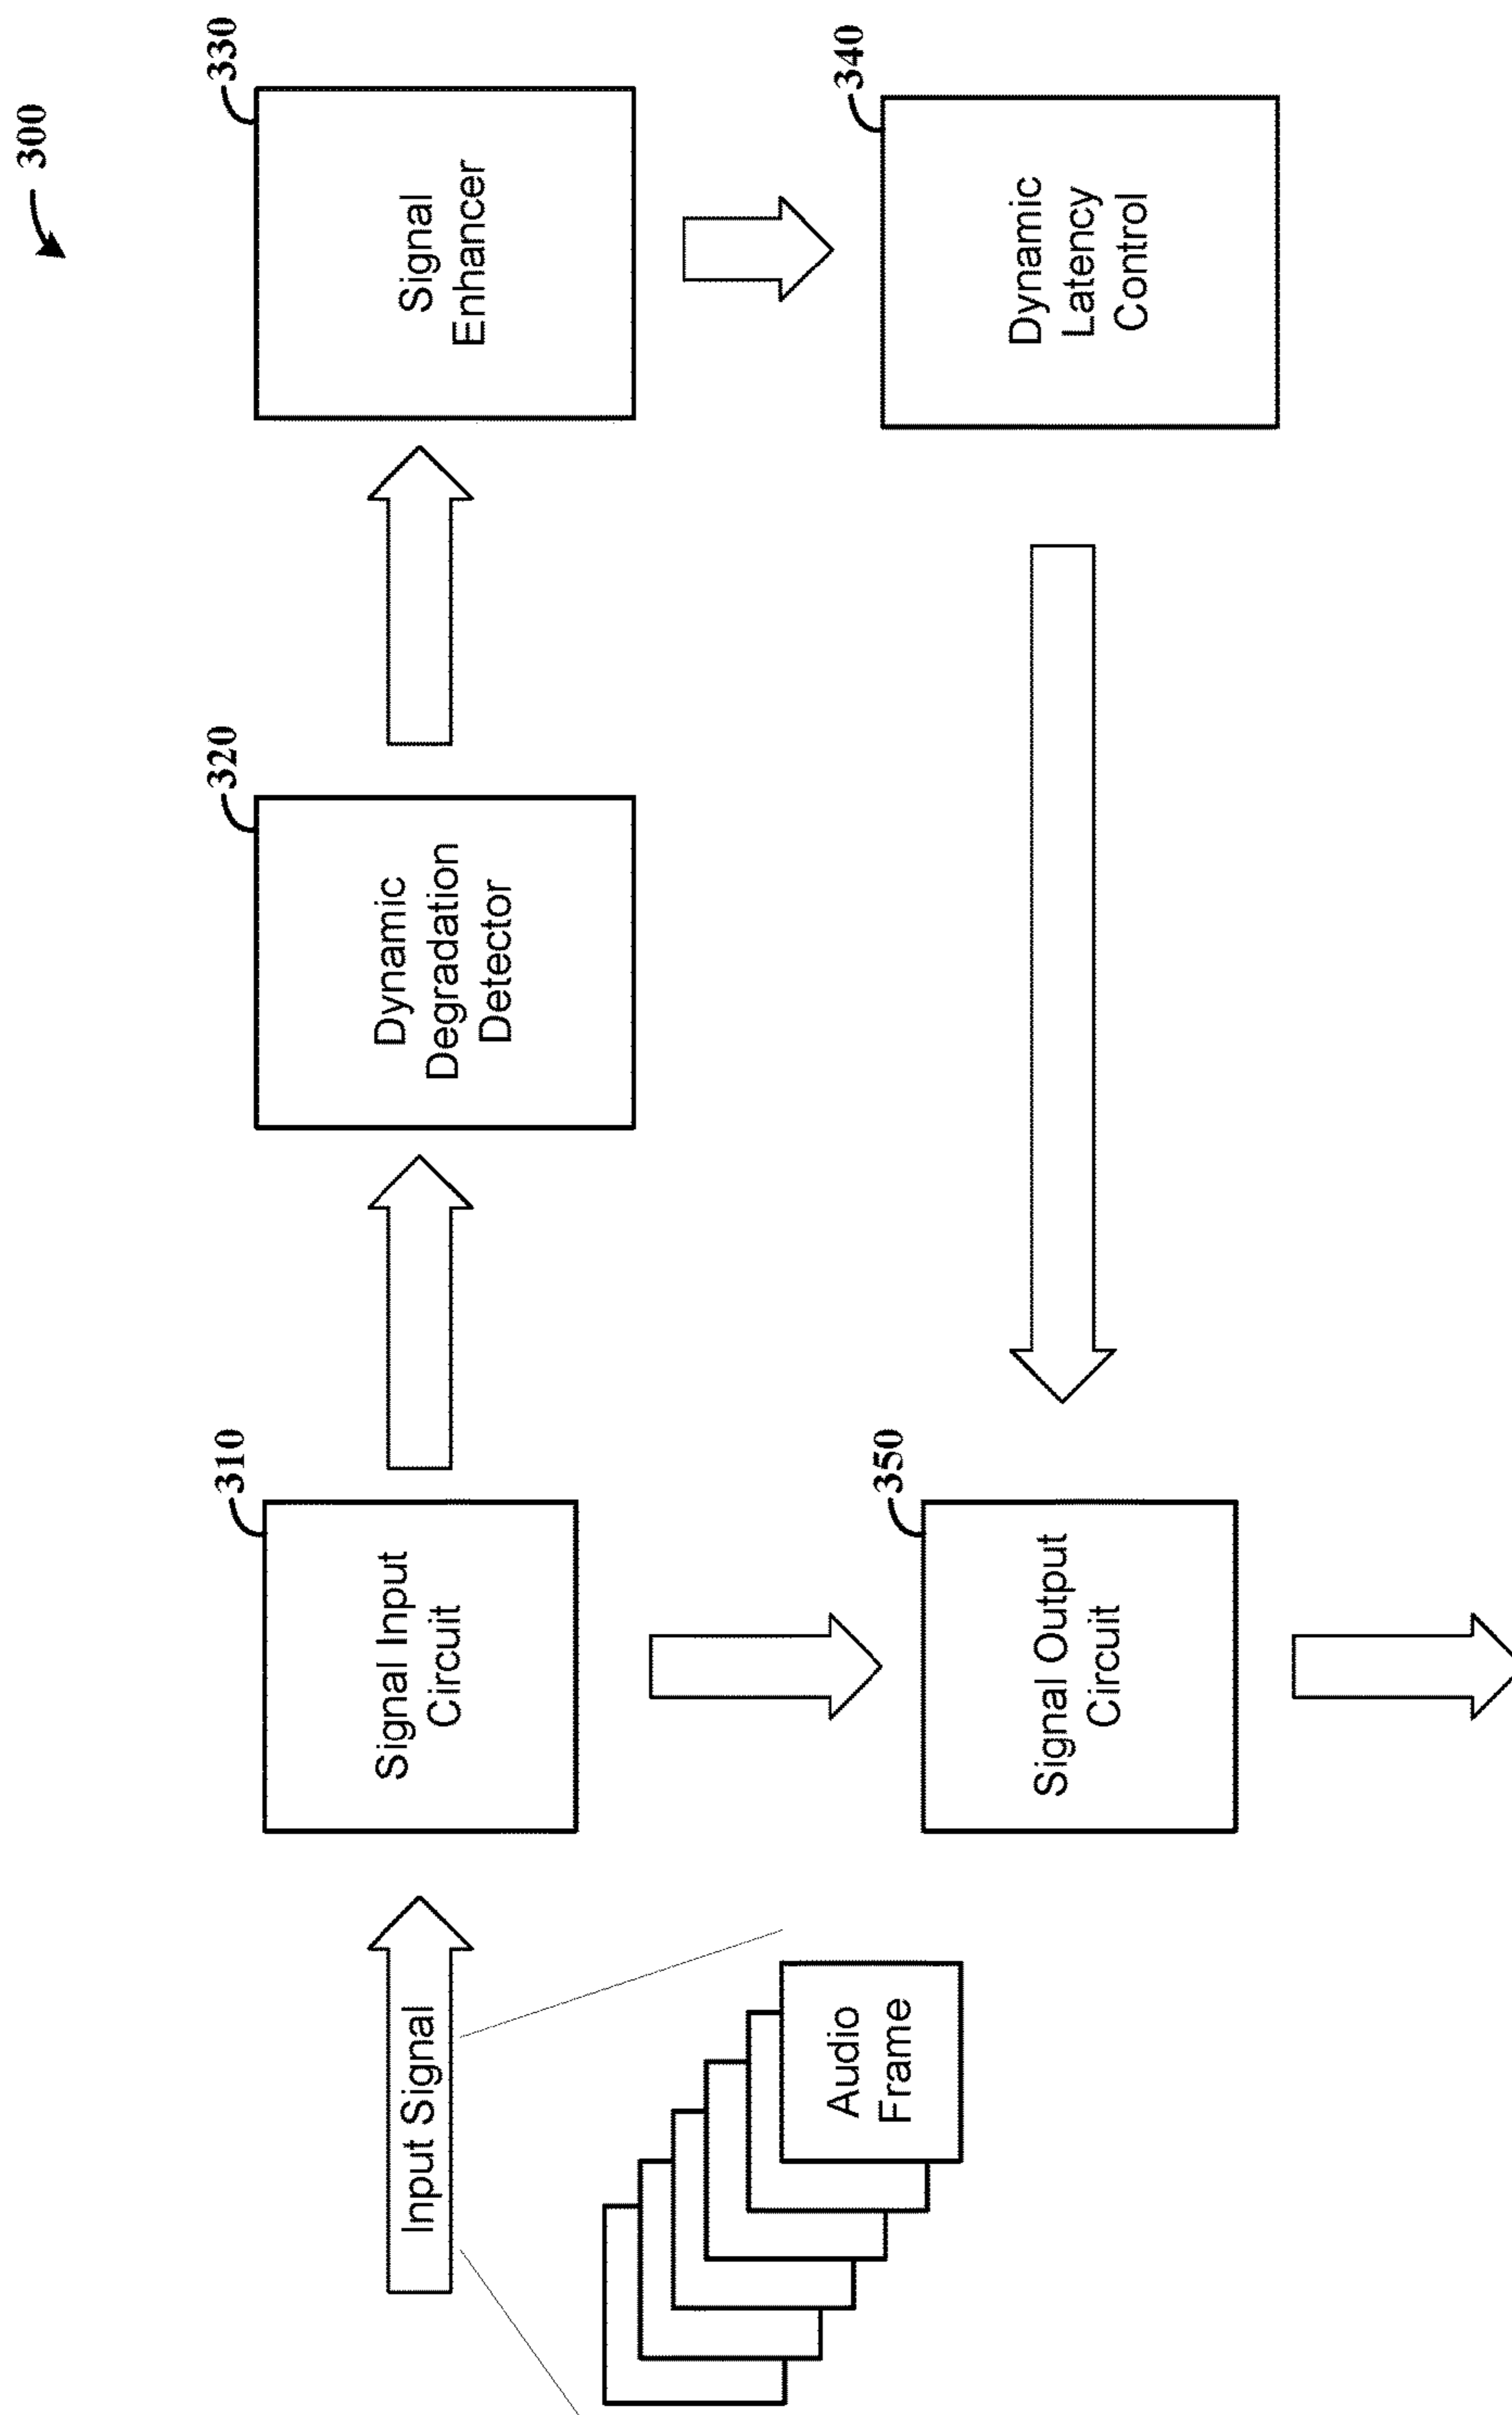 300
Input Signal
Audio
Frame
310
Signal Input
Circuit
320
Dynamic
Degradation
Detector
330
Signal
Enhancer
340
Dynamic
Latency
Control
350
Signal Output
Circuit